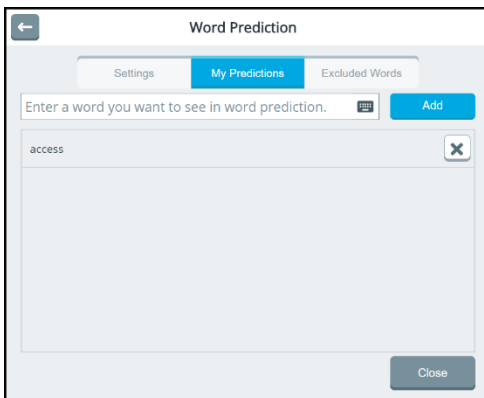 Word Prediction
Settings My Predictions Excluded Words
Enter a word you want to see in word prediction. Add
access
Close